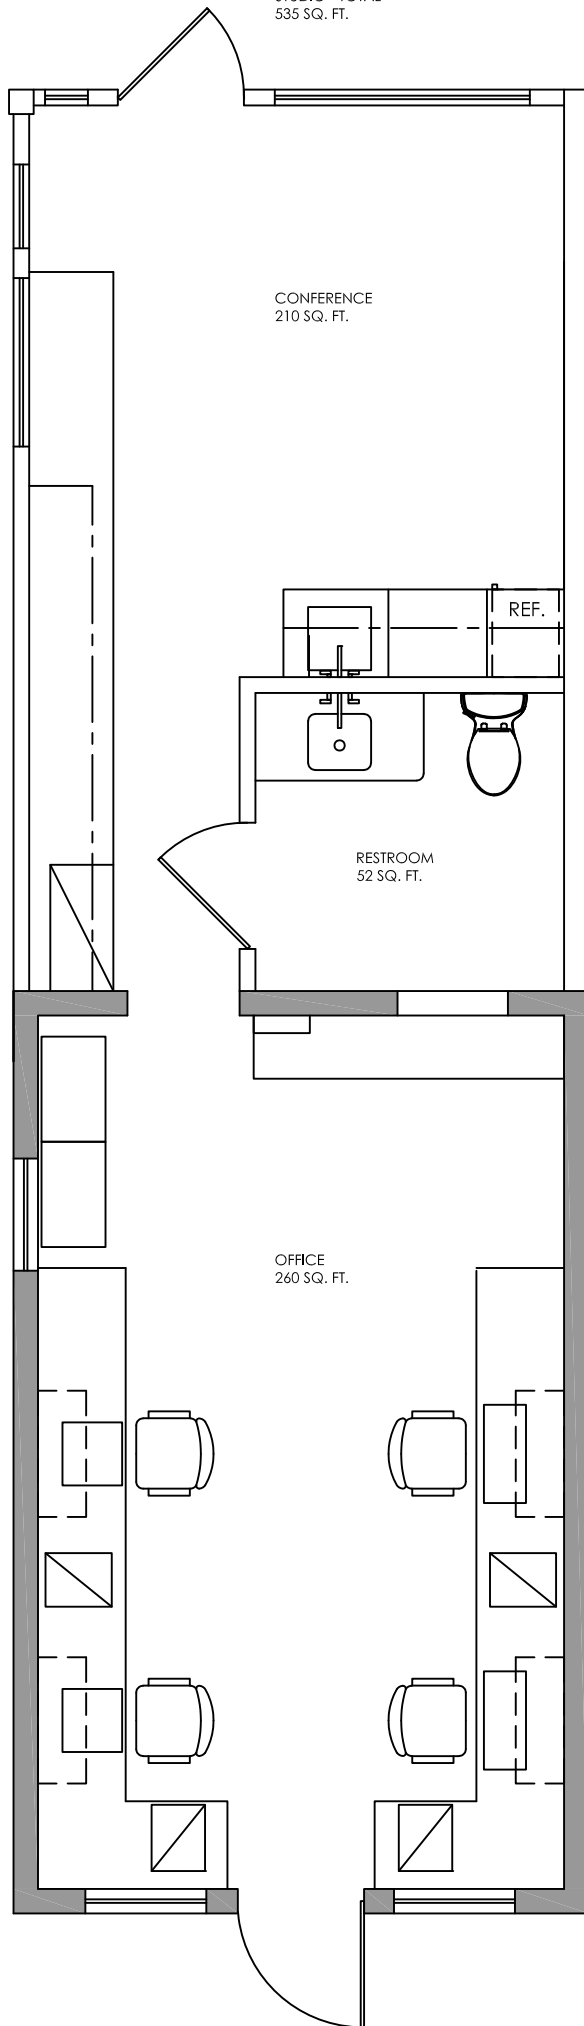 535 SQ. FT.
CONFERENCE
210 SQ. FT.
REF.
RESTROOM
52 SQ. FT.
OFFICE
260 SQ. FT.